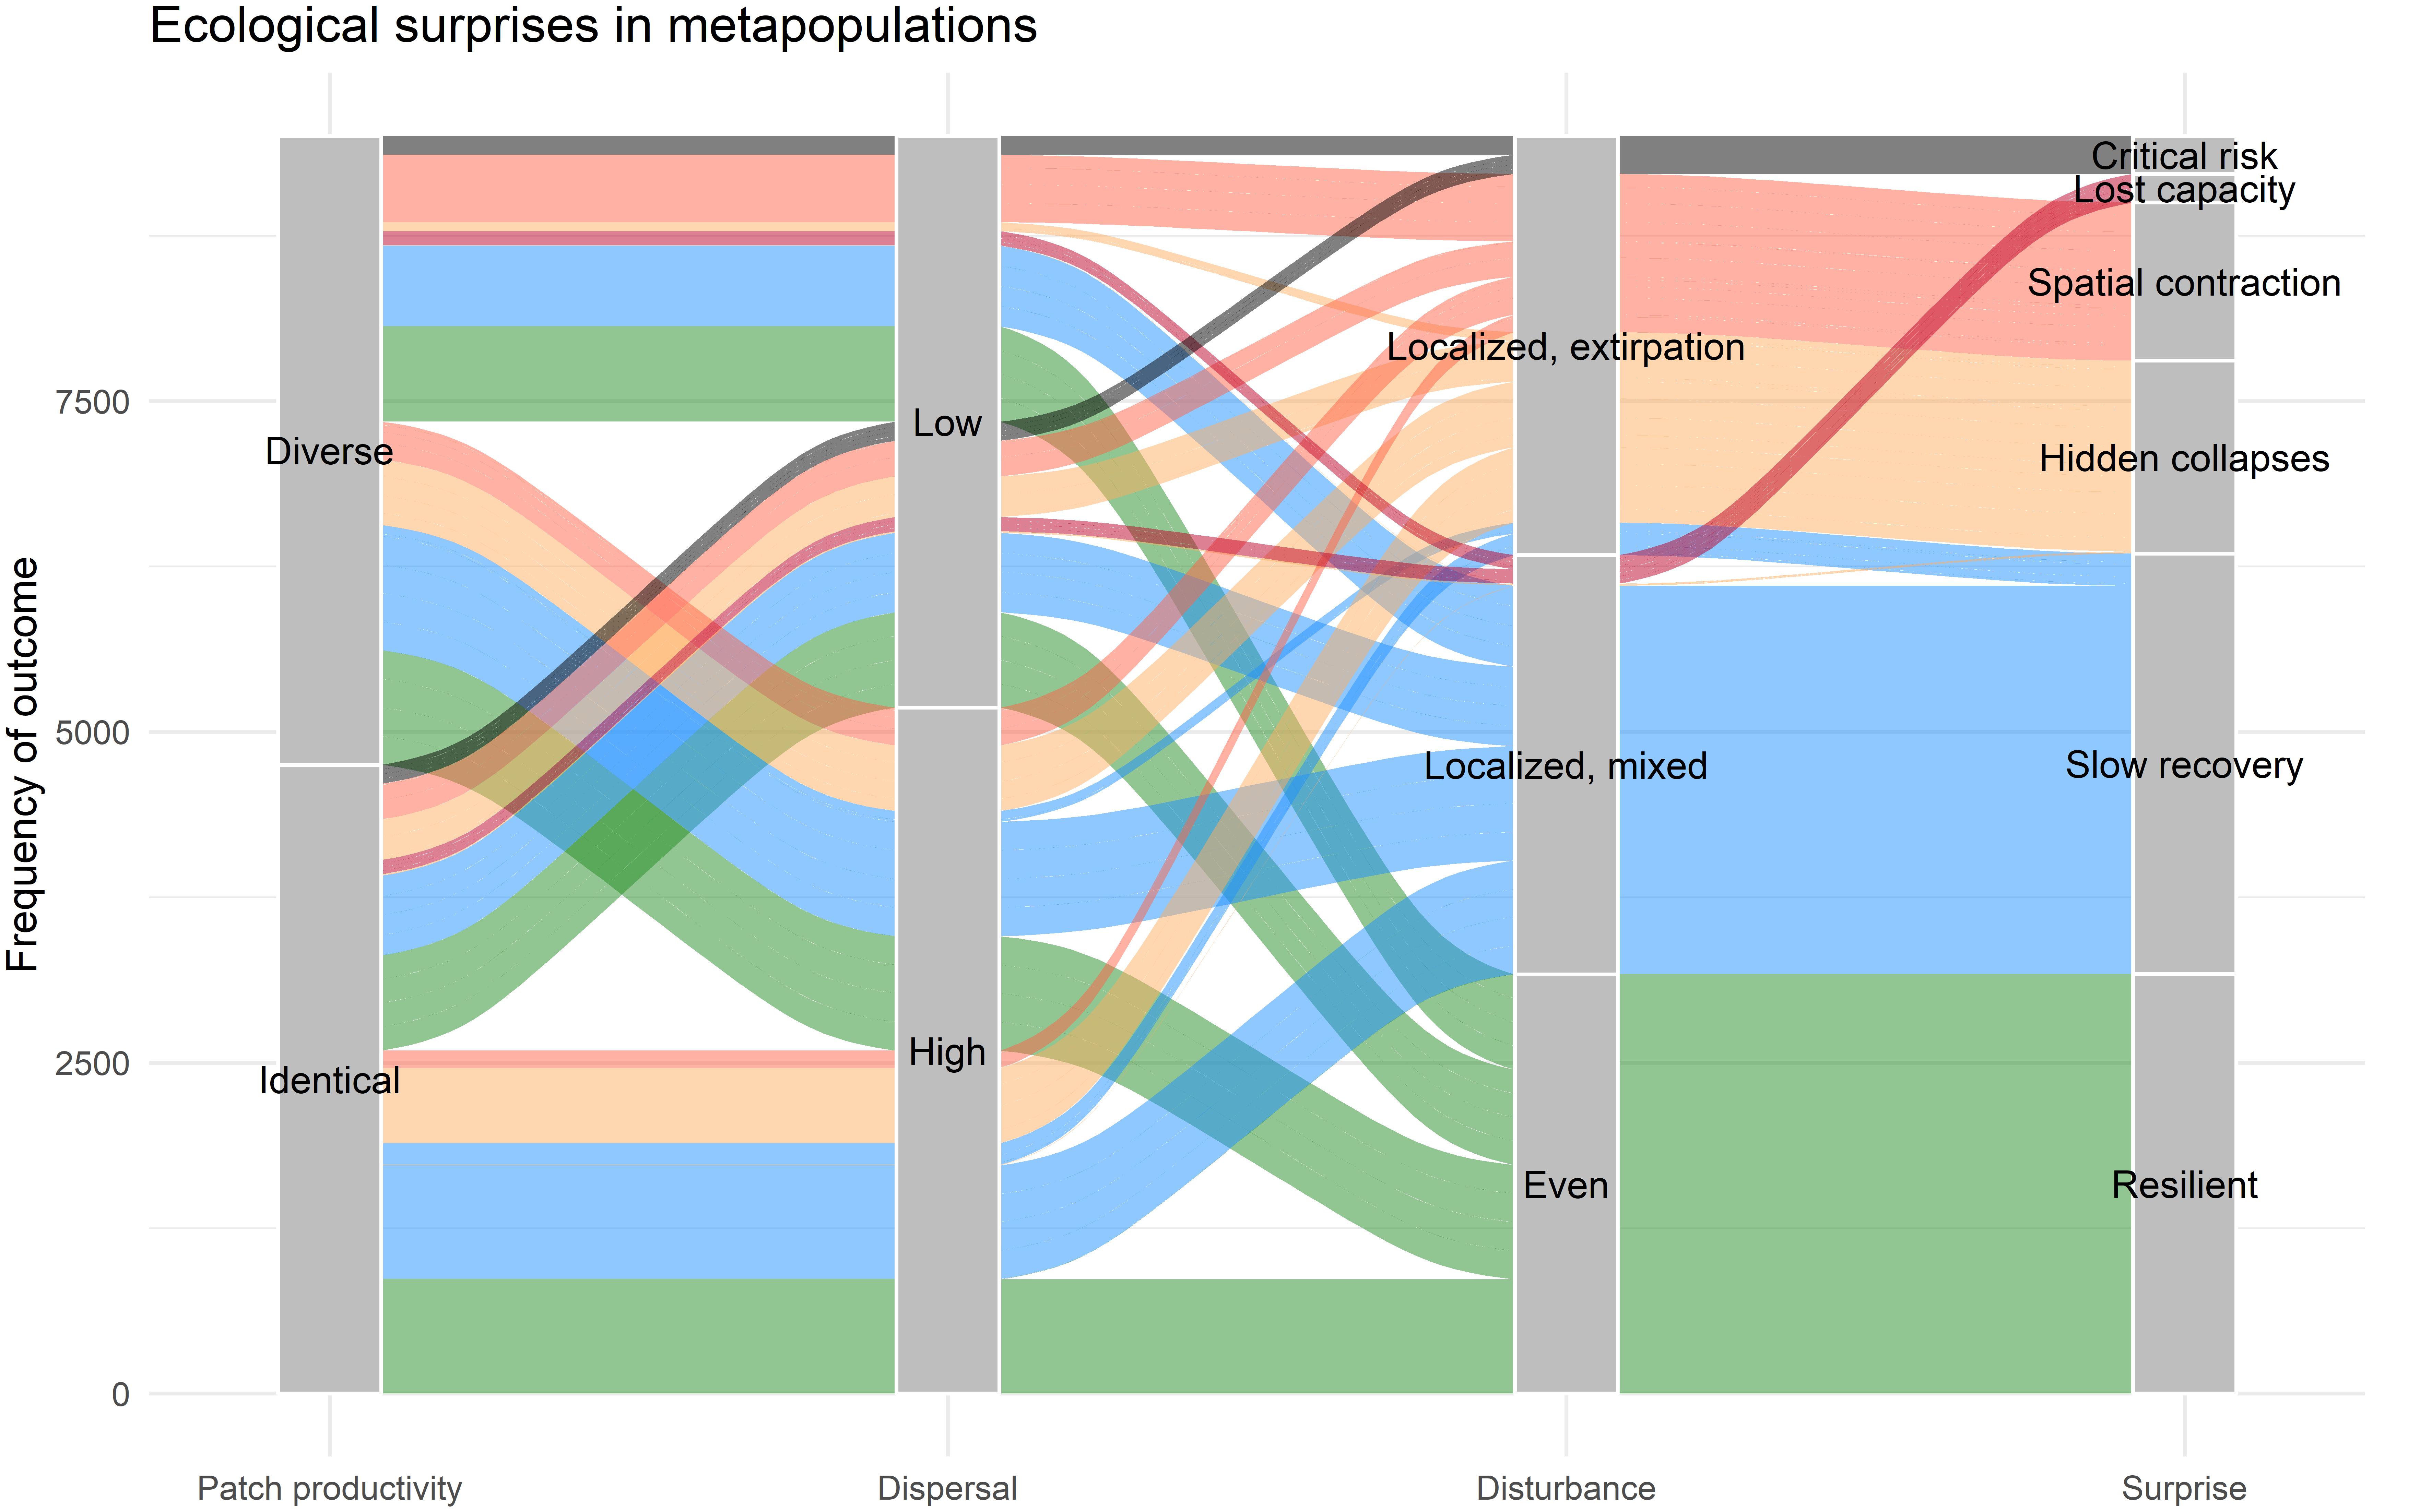 Ecological surprises in metapopulations
Frequency of outcome
7500
5000
2500
0
Diverse
Identical
Low
High
Localized, extirpation
Localized, mixed
Even
Critical risk
Lost capacity
Spatial contraction
Hidden collapses
Slow recovery
Resilient
Patch productivity
Dispersal
Disturbance
Surprise